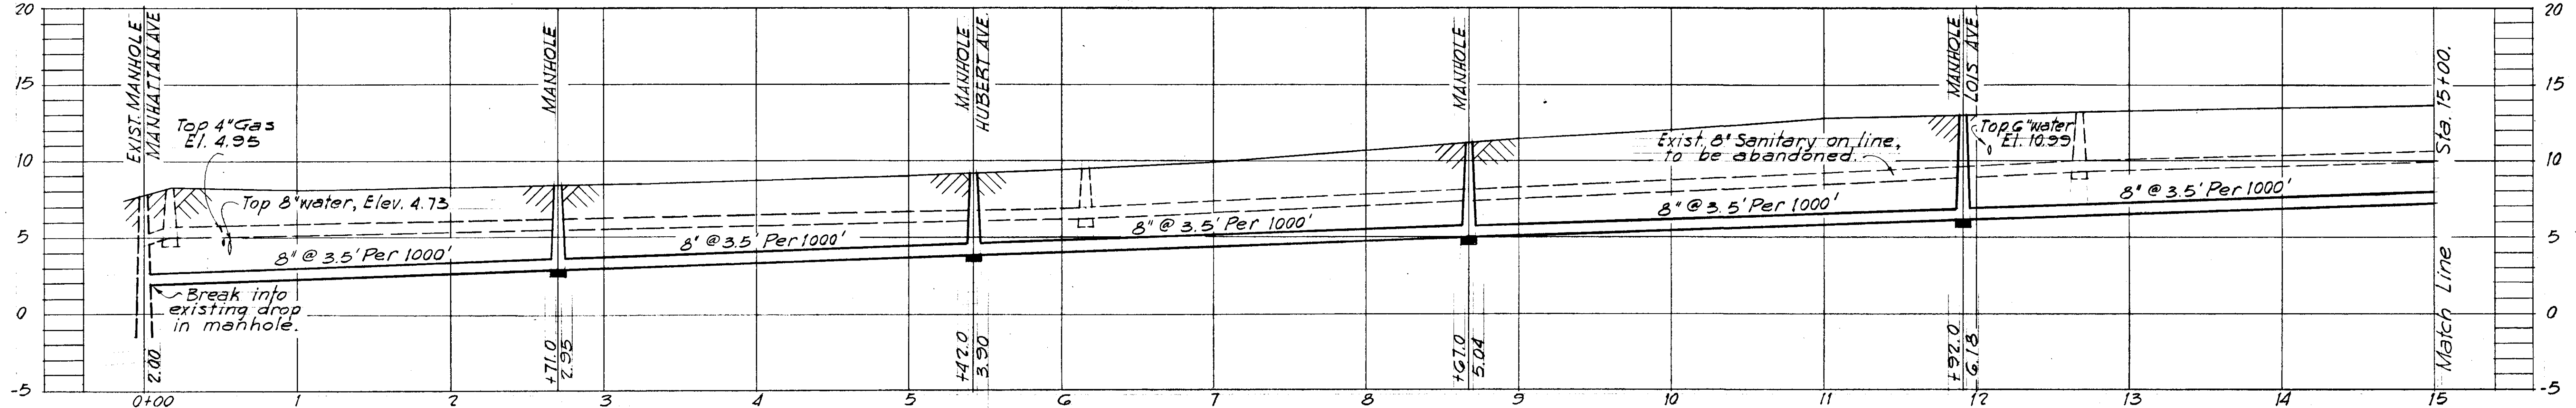 20
15
10
5
0
-5
EXIST. MANHOLE
MANHATTAN AVE
MANHOLE
MANHOLE
HUBERT AVE.
MANHOLE
MANHOLE
LOIS AVE
Sta. 15+00.
Match Line
20
15
10
5
0
-5
Top 4" Gas
El. 4.95
Top 8" water, Elev. 4.73
Exist. 8" Sanitary on line,
to be abandoned.
Top 6" water
El. 10.99
8" @ 3.5' Per 1000'
8" @ 3.5' Per 1000'
8" @ 3.5' Per 1000'
8" @ 3.5' Per 1000'
8" @ 3.5' Per 1000'
Break into
existing drop
in manhole.
2.00
+71.0
2.95
+42.0
3.90
+67.0
5.04
+92.0
6.18
0+00
1
2
3
4
5
6
7
8
9
10
11
12
13
14
15